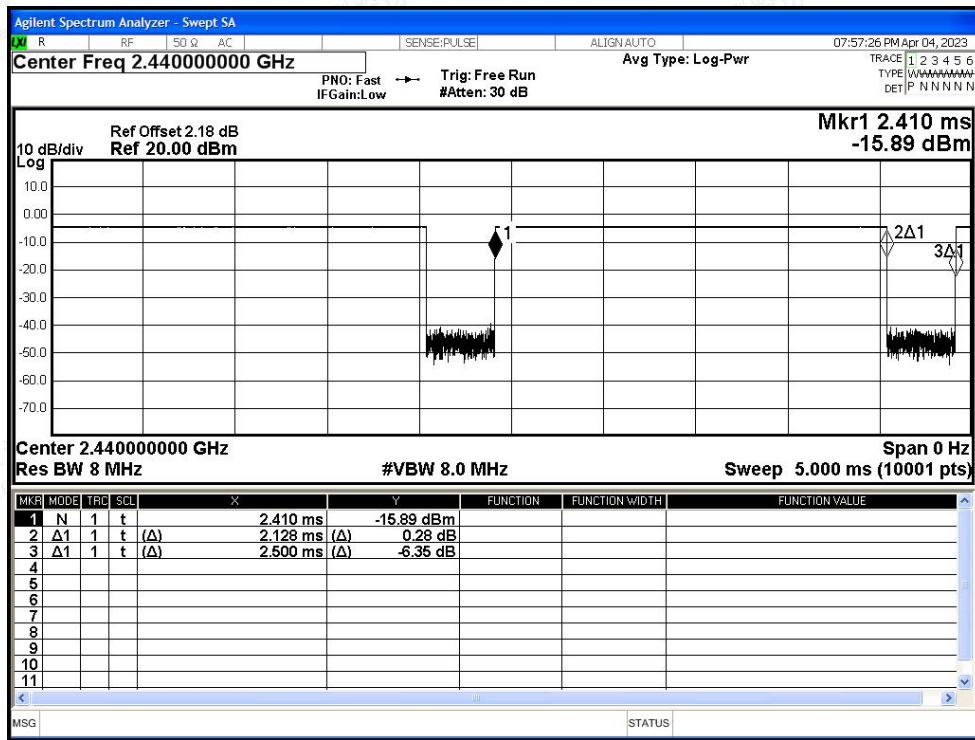 Agilent Spectrum Analyzer - Swept SA
LXI R RF 50 Ω AC SENSE:PULSE ALIGN AUTO 07:57:26 PM Apr 04, 2023
Center Freq 2.440000000 GHz
Avg Type: Log-Pwr
TRACE 1 2 3 4 5 6
TYPE WWWWWW
DET P N N N N N
PNO: Fast
IFGain:Low
Trig: Free Run
#Atten: 30 dB
Mkr1 2.410 ms
-15.89 dBm
Ref Offset 2.18 dB
10 dB/div Ref 20.00 dBm
Log
10.0
0.00
-10.0
-20.0
-30.0
-40.0
-50.0
-60.0
-70.0
1
2Δ1
3Δ1
Center 2.440000000 GHz Span 0 Hz
Res BW 8 MHz #VBW 8.0 MHz Sweep 5.000 ms (10001 pts)
MKR MODE TRC SCL X Y FUNCTION FUNCTION WIDTH FUNCTION VALUE
1 N 1 t 2.410 ms -15.89 dBm
2 Δ1 1 t (Δ) 2.128 ms (Δ) 0.28 dB
3 Δ1 1 t (Δ) 2.500 ms (Δ) -6.35 dB
4
5
6
7
8
9
10
11
MSG STATUS